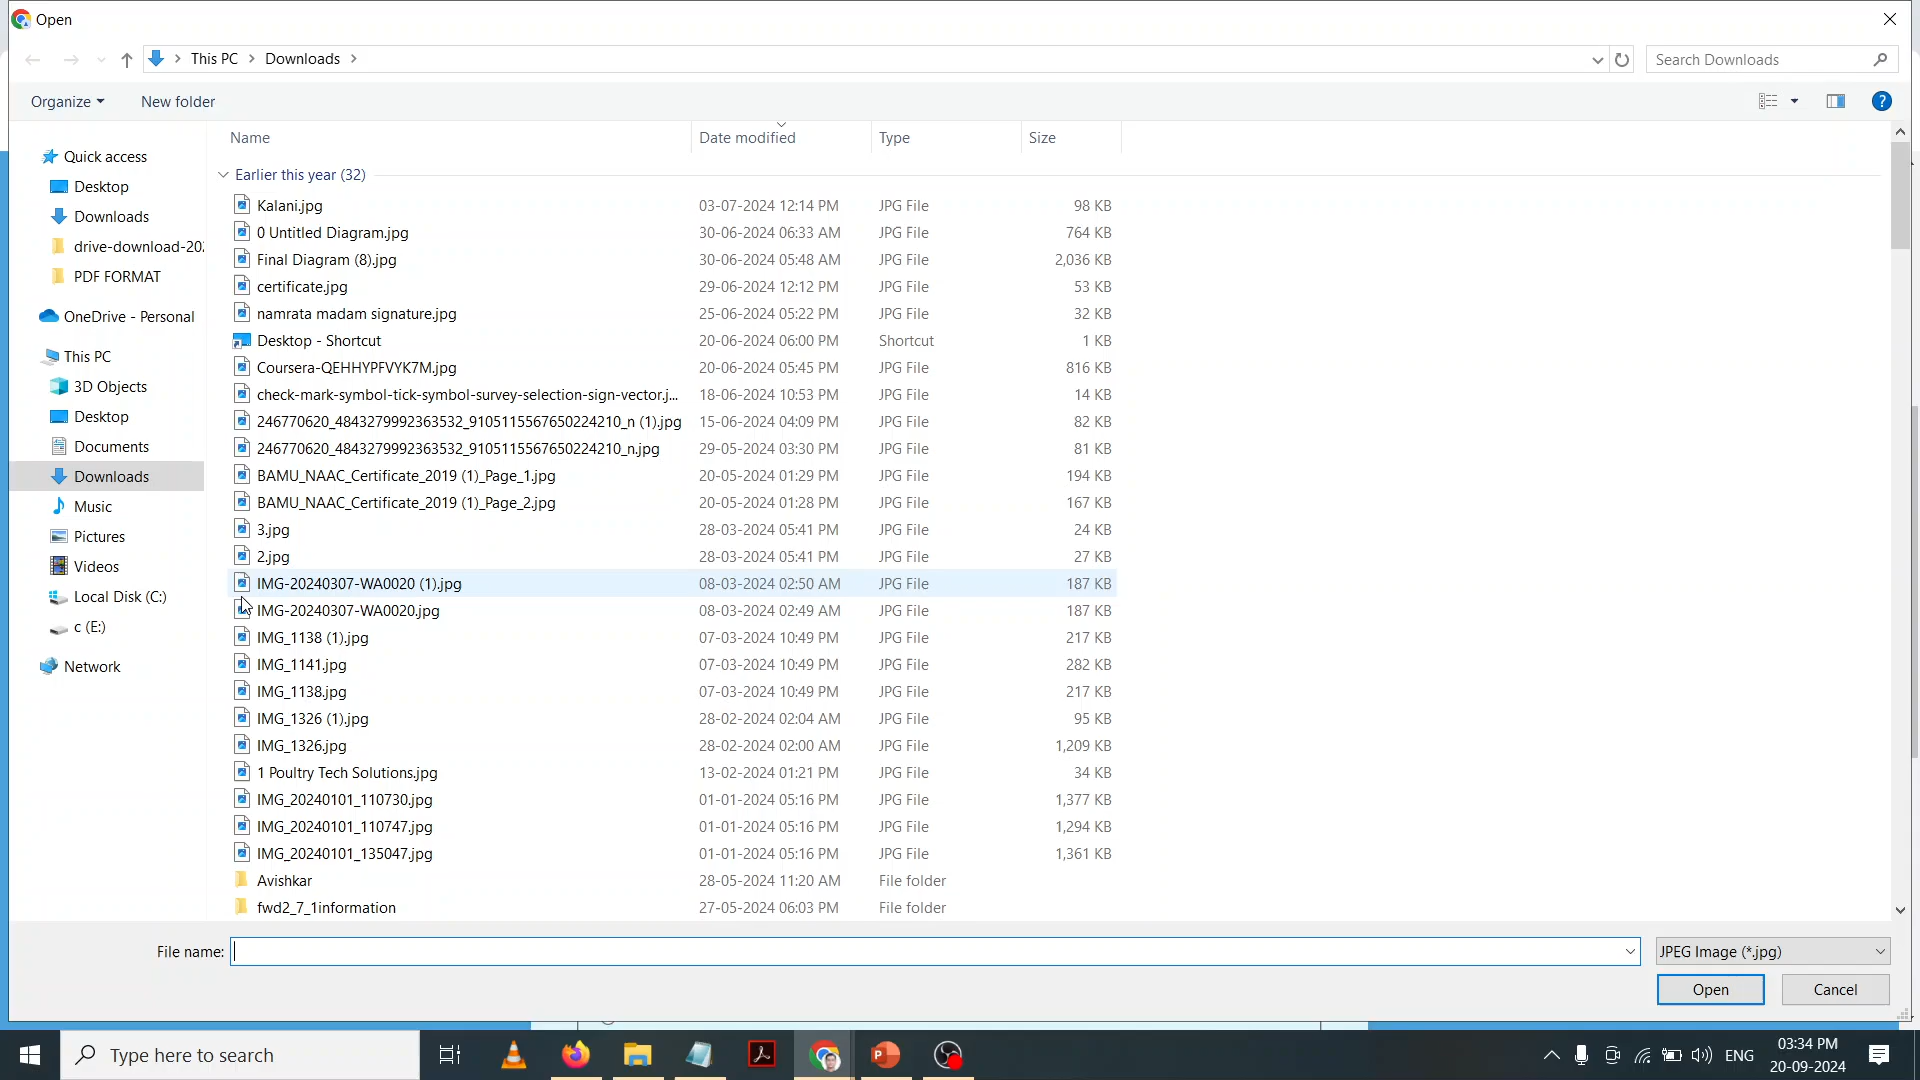 Open
This PC > Downloads >
Search Downloads
Organize
New folder
Name Date modified Type Size
Quick access
Desktop
Downloads
drive-download-202
PDF FORMAT
OneDrive - Personal
This PC
3D Objects
Desktop
Documents
Downloads
Music
Pictures
Videos
Local Disk (C:)
c (E:)
Network
Earlier this year (32)
Kalani.jpg 03-07-2024 12:14 PM JPG File 98 KB
0 Untitled Diagram.jpg 30-06-2024 06:33 AM JPG File 764 KB
Final Diagram (8).jpg 30-06-2024 05:48 AM JPG File 2,036 KB
certificate.jpg 29-06-2024 12:12 PM JPG File 53 KB
namrata madam signature.jpg 25-06-2024 05:22 PM JPG File 32 KB
Desktop - Shortcut 20-06-2024 06:00 PM Shortcut 1 KB
Coursera-QEHHYPFVYK7M.jpg 20-06-2024 05:45 PM JPG File 816 KB
check-mark-symbol-tick-symbol-survey-selection-sign-vector.j... 18-06-2024 10:53 PM JPG File 14 KB
246770620_4843279992363532_9105115567650224210_n (1).jpg 15-06-2024 04:09 PM JPG File 82 KB
246770620_4843279992363532_9105115567650224210_n.jpg 29-05-2024 03:30 PM JPG File 81 KB
BAMU_NAAC_Certificate_2019 (1)_Page_1.jpg 20-05-2024 01:29 PM JPG File 194 KB
BAMU_NAAC_Certificate_2019 (1)_Page_2.jpg 20-05-2024 01:28 PM JPG File 167 KB
3.jpg 28-03-2024 05:41 PM JPG File 24 KB
2.jpg 28-03-2024 05:41 PM JPG File 27 KB
IMG-20240307-WA0020 (1).jpg 08-03-2024 02:50 AM JPG File 187 KB
IMG-20240307-WA0020.jpg 08-03-2024 02:49 AM JPG File 187 KB
IMG_1138 (1).jpg 07-03-2024 10:49 PM JPG File 217 KB
IMG_1141.jpg 07-03-2024 10:49 PM JPG File 282 KB
IMG_1138.jpg 07-03-2024 10:49 PM JPG File 217 KB
IMG_1326 (1).jpg 28-02-2024 02:04 AM JPG File 95 KB
IMG_1326.jpg 28-02-2024 02:00 AM JPG File 1,209 KB
1 Poultry Tech Solutions.jpg 13-02-2024 01:21 PM JPG File 34 KB
IMG_20240101_110730.jpg 01-01-2024 05:16 PM JPG File 1,377 KB
IMG_20240101_110747.jpg 01-01-2024 05:16 PM JPG File 1,294 KB
IMG_20240101_135047.jpg 01-01-2024 05:16 PM JPG File 1,361 KB
Avishkar 28-05-2024 11:20 AM File folder
fwd2_7_1information 27-05-2024 06:03 PM File folder
File name:
JPEG Image (*.jpg)
Open
Cancel
Type here to search
ENG
03:34 PM
20-09-2024